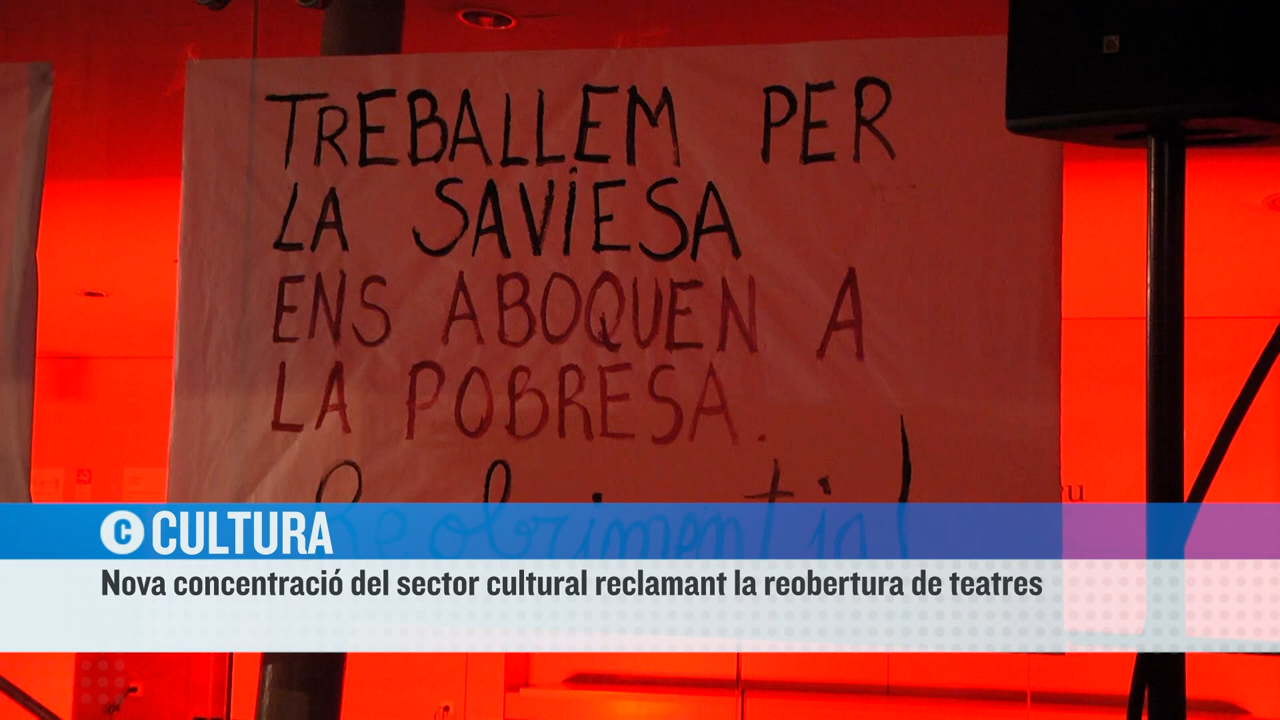 TREBALLEM PER
LA SAVIESA
ENS ABOQUEN A
LA POBRESA.
C CULTURA
Nova concentració del sector cultural reclamant la reobertura de teatres